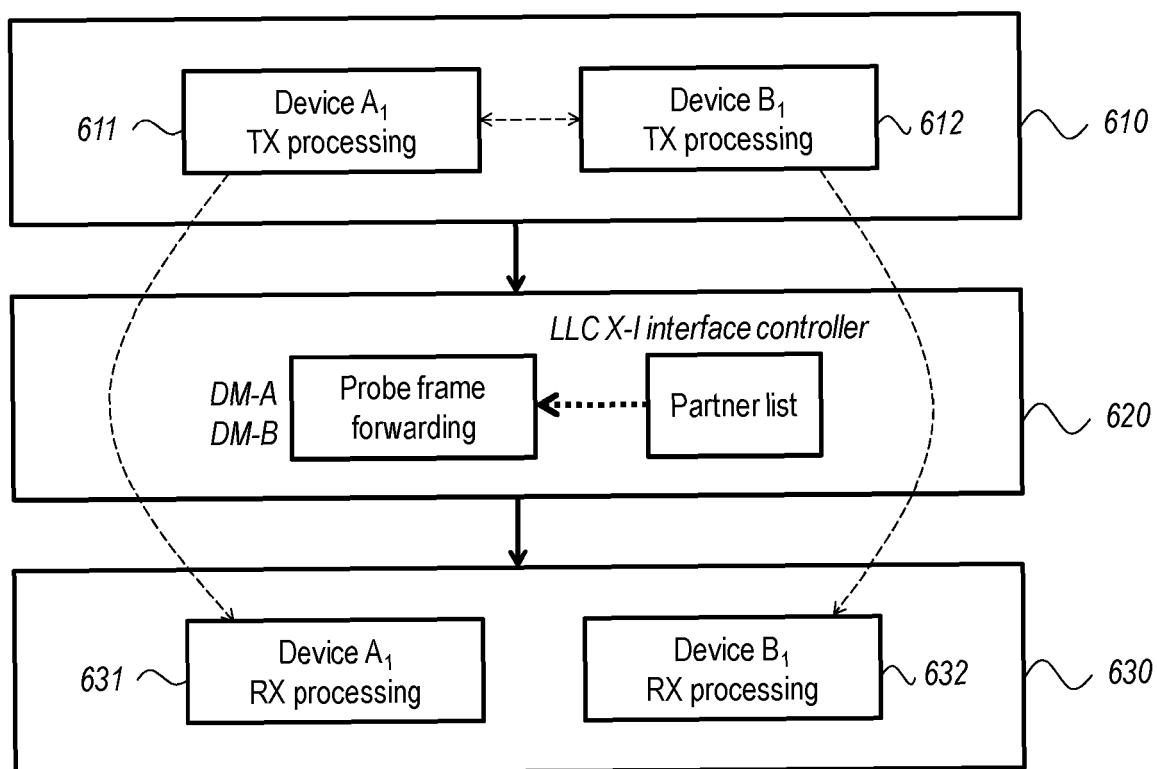 Device A₁
TX processing
Device B₁
TX processing
611
612
610
LLC X-I interface controller
DM-A
DM-B
Probe frame
forwarding
Partner list
620
Device A₁
RX processing
Device B₁
RX processing
631
632
630